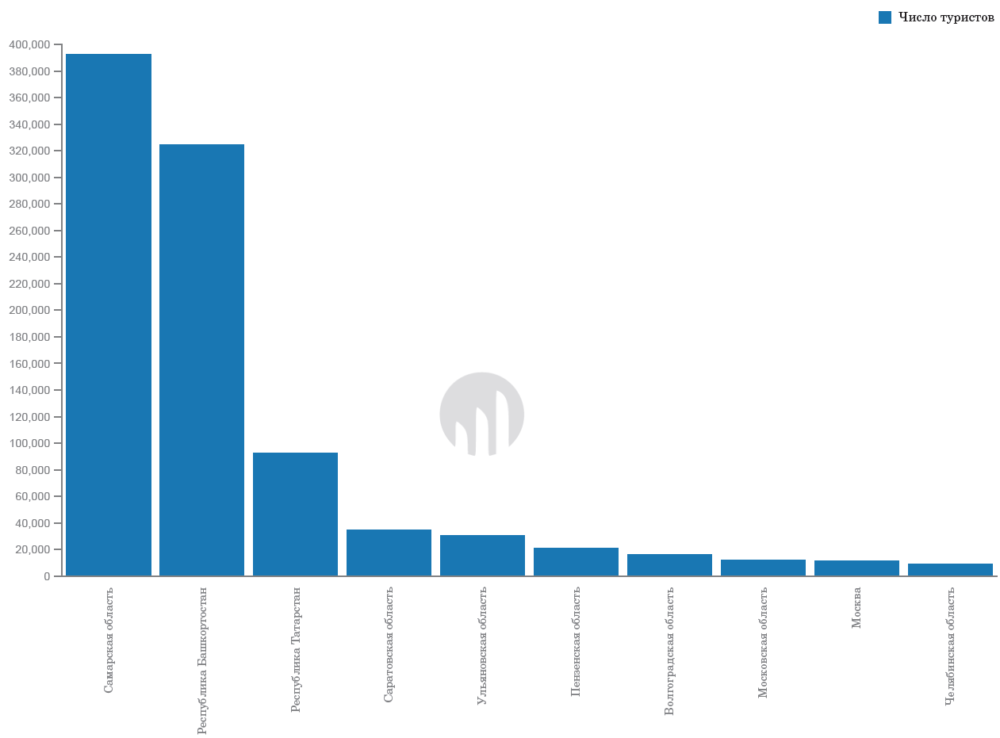 Число туристов
400,000
380,000
360,000
340,000
320,000
300,000
280,000
260,000
240,000
220,000
200,000
180,000
160,000
140,000
120,000
100,000
80,000
60,000
40,000
20,000
0
Самарская область
Республика Башкортостан
Республика Татарстан
Саратовская область
Ульяновская область
Пензенская область
Волгоградская область
Московская область
Москва
Челябинская область